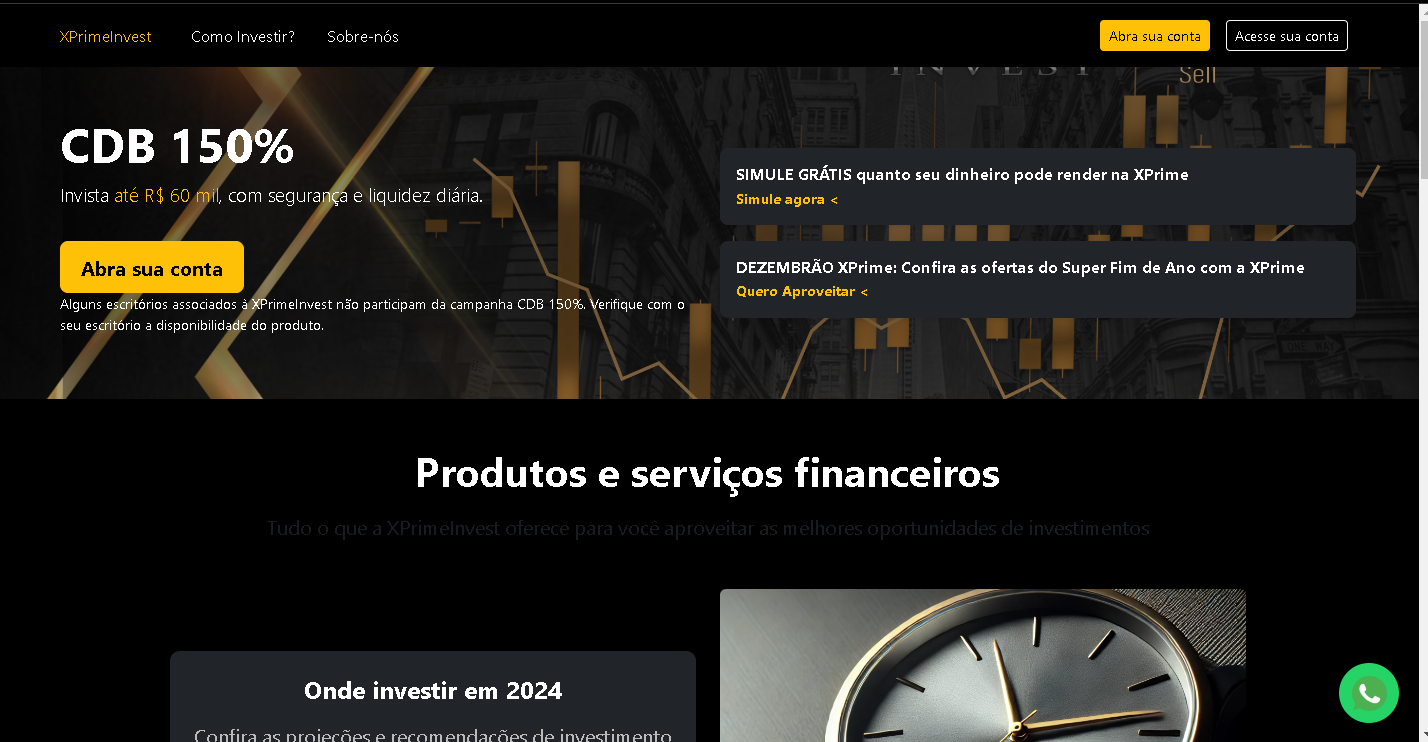 XPrimeInvest
Como Investir?
Sobre-nós
Abra sua conta
Acesse sua conta
INVEST
Sell
CDB 150%
Invista até R$ 60 mil, com segurança e liquidez diária.
Abra sua conta
Alguns escritórios associados à XPrimeInvest não participam da campanha CDB 150%. Verifique com o
seu escritório a disponibilidade do produto.
SIMULE GRÁTIS quanto seu dinheiro pode render na XPrime
Simule agora <
DEZEMBRÃO XPrime: Confira as ofertas do Super Fim de Ano com a XPrime
Quero Aproveitar <
ONE WAY
Produtos e serviços financeiros
Tudo o que a XPrimeInvest oferece para você aproveitar as melhores oportunidades de investimentos
Onde investir em 2024
Confira as projeções e recomendações de investimento